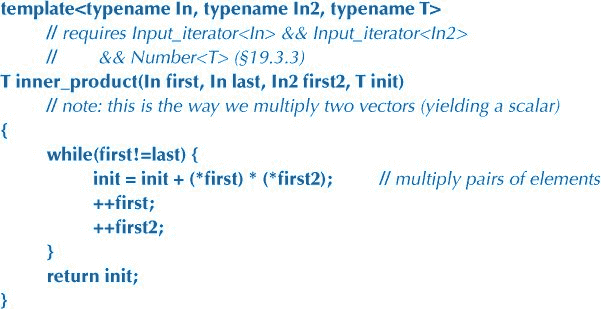 template<typename In, typename In2, typename T>
// requires Input_iterator<In> && Input_iterator<In2>
// && Number<T> (§19.3.3)
T inner_product(In first, In last, In2 first2, T init)
// note: this is the way we multiply two vectors (yielding a scalar)
{
while(first!=last) {
init = init + (*first) * (*first2); // multiply pairs of elements
++first;
++first2;
}
return init;
}